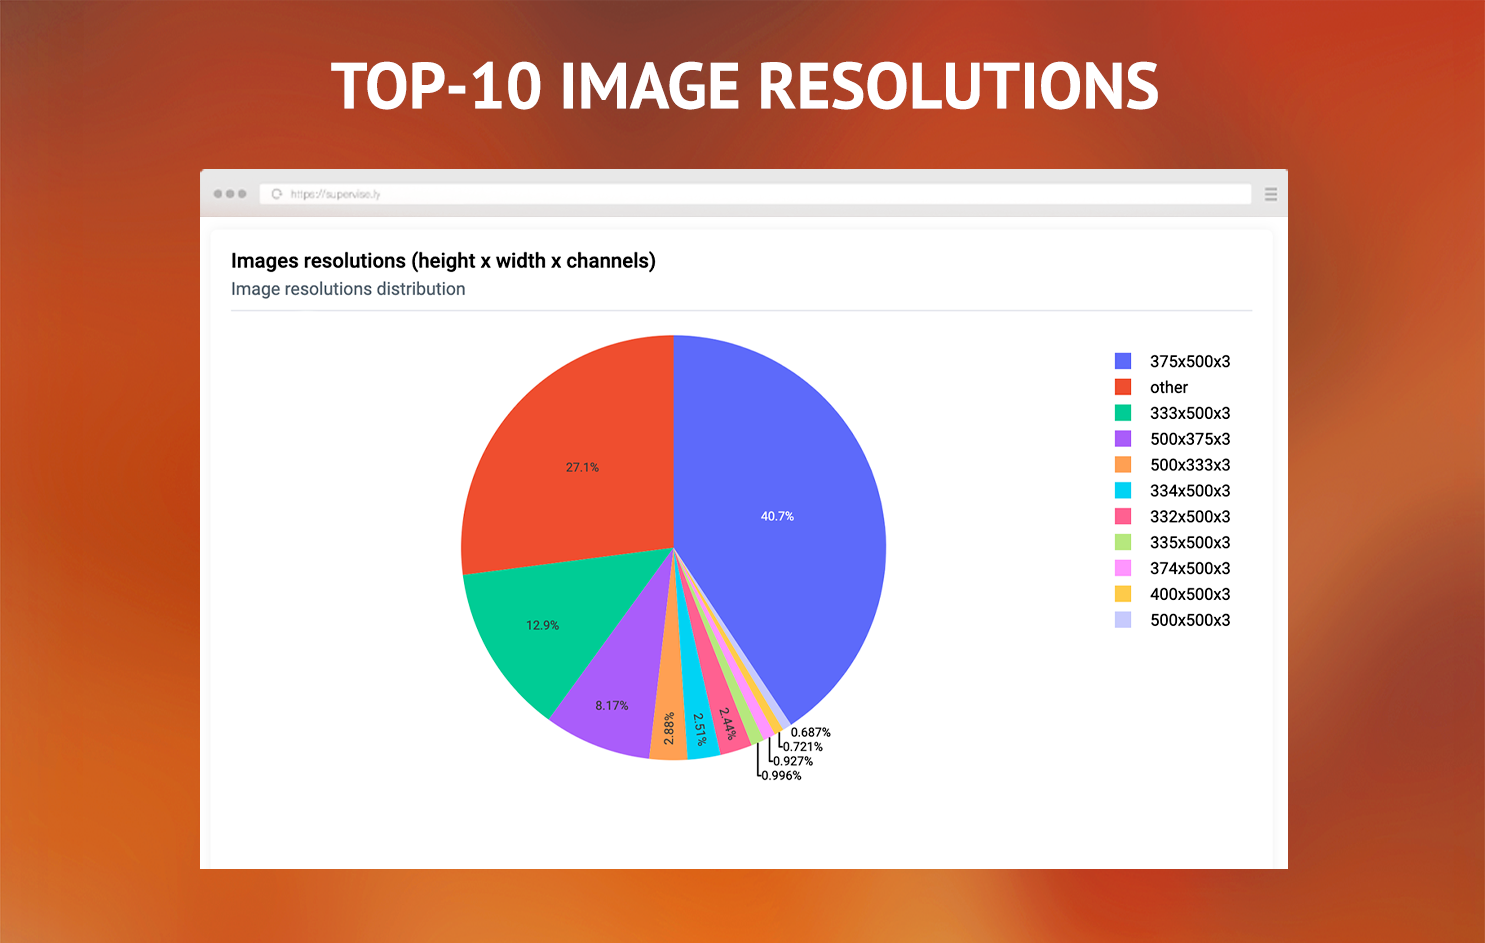 TOP-10 IMAGE RESOLUTIONS
https://supervise.ly
Images resolutions (height x width x channels)
Image resolutions distribution
375x500x3
other
333x500x3
500x375x3
500x333x3
334x500x3
332x500x3
335x500x3
374x500x3
400x500x3
500x500x3
27.1%
40.7%
12.9%
8.17%
2.88%
2.51%
2.44%
0.687%
0.721%
0.927%
0.996%